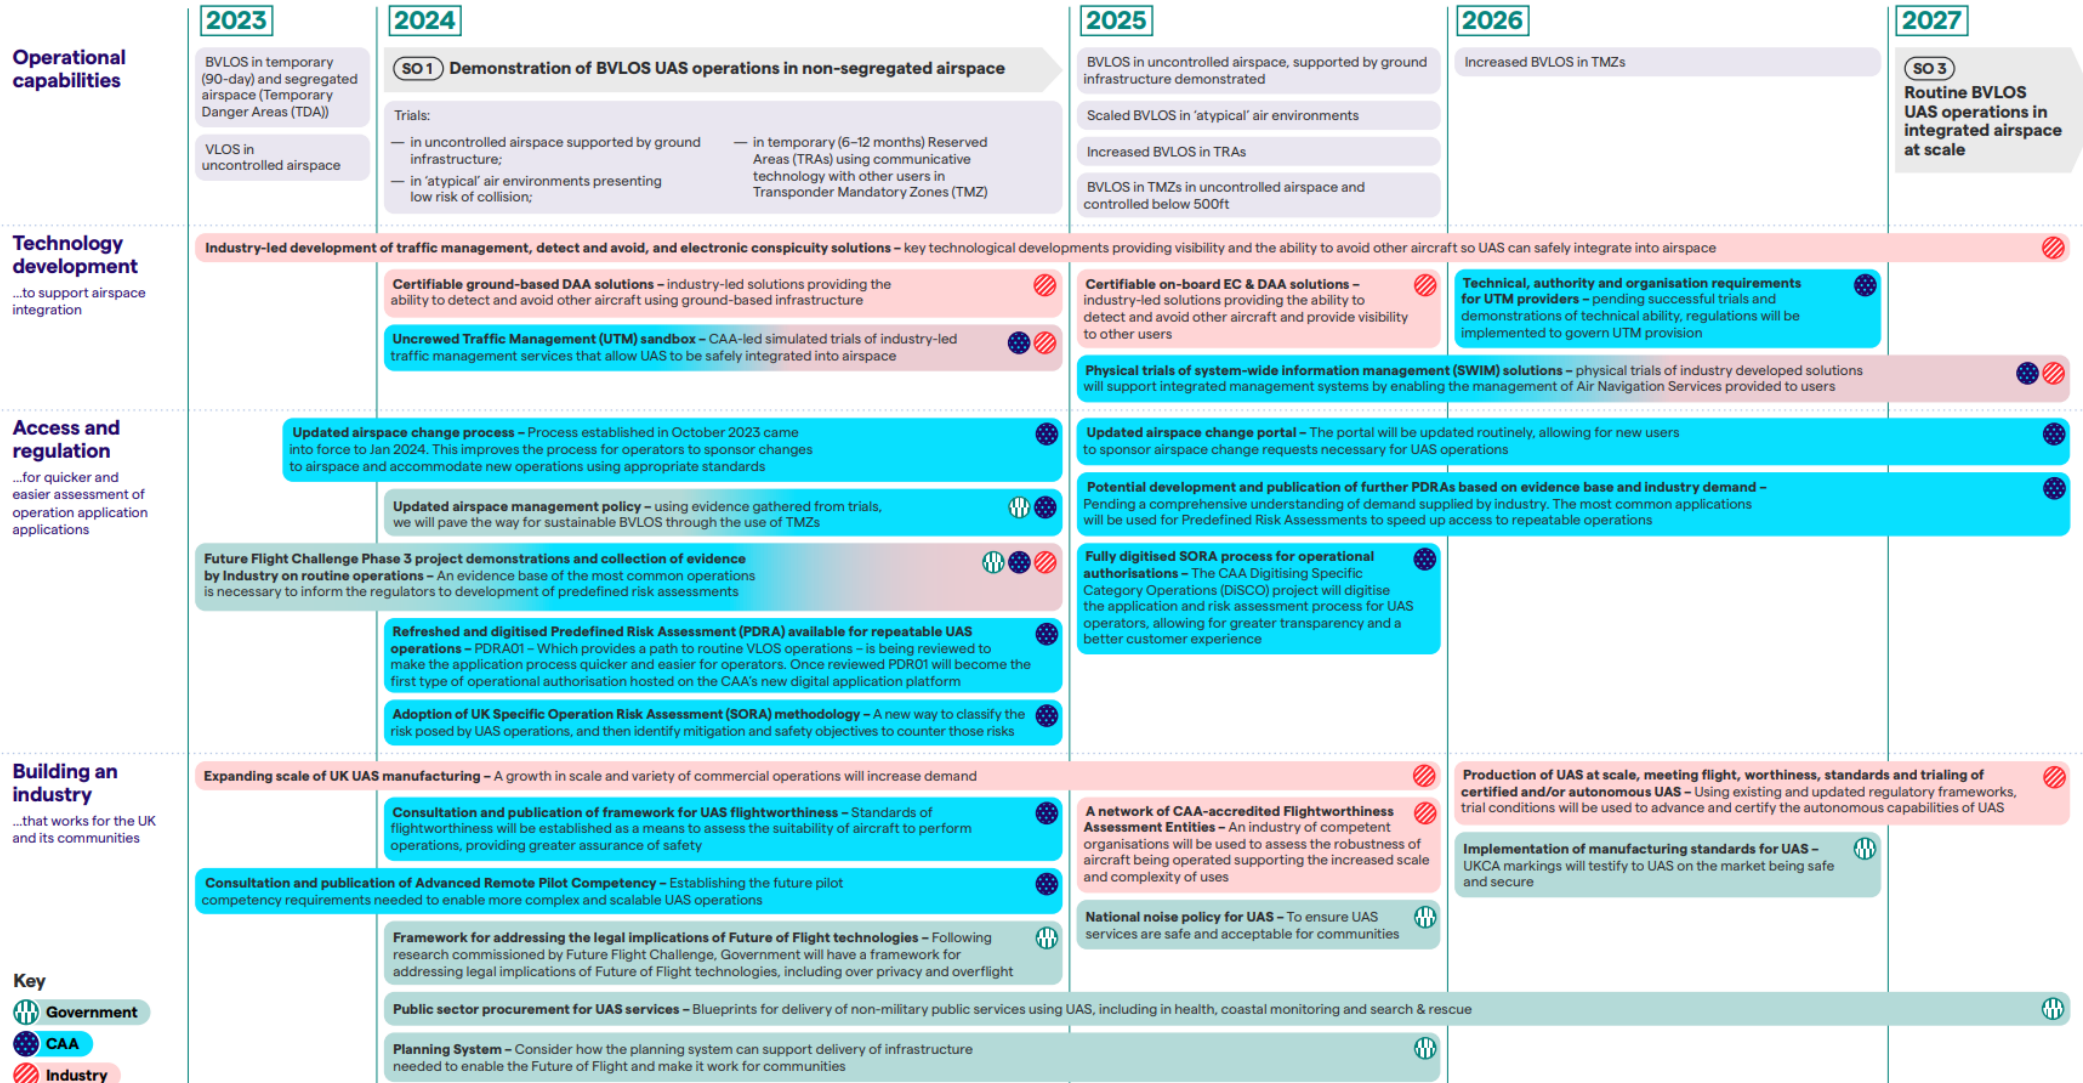 2023
2024
2025
2026
2027
Operational
capabilities
BVLOS in temporary
(90-day) and segregated
airspace (Temporary
Danger Areas (TDA))
VLOS in
uncontrolled airspace
SO 1 Demonstration of BVLOS UAS operations in non-segregated airspace
Trials:
— in uncontrolled airspace supported by ground
infrastructure;
— in ‘atypical’ air environments presenting
low risk of collision;
— in temporary (6–12 months) Reserved
Areas (TRAs) using communicative
technology with other users in
Transponder Mandatory Zones (TMZ)
BVLOS in uncontrolled airspace, supported by ground
infrastructure demonstrated
Scaled BVLOS in ‘atypical’ air environments
Increased BVLOS in TRAs
BVLOS in TMZs in uncontrolled airspace and
controlled below 500ft
Increased BVLOS in TMZs
SO 3
Routine BVLOS
UAS operations in
integrated airspace
at scale
Technology
development
...to support airspace
integration
Industry-led development of traffic management, detect and avoid, and electronic conspicuity solutions – key technological developments providing visibility and the ability to avoid other aircraft so UAS can safely integrate into airspace
Certifiable ground-based DAA solutions – industry-led solutions providing the
ability to detect and avoid other aircraft using ground-based infrastructure
Uncrewed Traffic Management (UTM) sandbox – CAA-led simulated trials of industry-led
traffic management services that allow UAS to be safely integrated into airspace
Certifiable on-board EC & DAA solutions –
industry-led solutions providing the ability to
detect and avoid other aircraft and provide visibility
to other users
Technical, authority and organisation requirements
for UTM providers – pending successful trials and
demonstrations of technical ability, regulations will be
implemented to govern UTM provision
Physical trials of system-wide information management (SWIM) solutions – physical trials of industry developed solutions
will support integrated management systems by enabling the management of Air Navigation Services provided to users
Access and
regulation
...for quicker and
easier assessment of
operation application
applications
Updated airspace change process – Process established in October 2023 came
into force to Jan 2024. This improves the process for operators to sponsor changes
to airspace and accommodate new operations using appropriate standards
Updated airspace management policy – using evidence gathered from trials,
we will pave the way for sustainable BVLOS through the use of TMZs
Future Flight Challenge Phase 3 project demonstrations and collection of evidence
by Industry on routine operations – An evidence base of the most common operations
is necessary to inform the regulators to development of predefined risk assessments
Refreshed and digitised Predefined Risk Assessment (PDRA) available for repeatable UAS
operations – PDRA01 – Which provides a path to routine VLOS operations – is being reviewed to
make the application process quicker and easier for operators. Once reviewed PDR01 will become the
first type of operational authorisation hosted on the CAA’s new digital application platform
Adoption of UK Specific Operation Risk Assessment (SORA) methodology – A new way to classify the
risk posed by UAS operations, and then identify mitigation and safety objectives to counter those risks
Updated airspace change portal – The portal will be updated routinely, allowing for new users
to sponsor airspace change requests necessary for UAS operations
Potential development and publication of further PDRAs based on evidence base and industry demand –
Pending a comprehensive understanding of demand supplied by industry. The most common applications
will be used for Predefined Risk Assessments to speed up access to repeatable operations
Fully digitised SORA process for operational
authorisations – The CAA Digitising Specific
Category Operations (DiSCO) project will digitise
the application and risk assessment process for UAS
operators, allowing for greater transparency and a
better customer experience
Building an
industry
...that works for the UK
and its communities
Expanding scale of UK UAS manufacturing – A growth in scale and variety of commercial operations will increase demand
Consultation and publication of framework for UAS flightworthiness – Standards of
flightworthiness will be established as a means to assess the suitability of aircraft to perform
operations, providing greater assurance of safety
Consultation and publication of Advanced Remote Pilot Competency – Establishing the future pilot
competency requirements needed to enable more complex and scalable UAS operations
Framework for addressing the legal implications of Future of Flight technologies – Following
research commissioned by Future Flight Challenge, Government will have a framework for
addressing legal implications of Future of Flight technologies, including over privacy and overflight
Public sector procurement for UAS services – Blueprints for delivery of non-military public services using UAS, including in health, coastal monitoring and search & rescue
Planning System – Consider how the planning system can support delivery of infrastructure
needed to enable the Future of Flight and make it work for communities
A network of CAA-accredited Flightworthiness
Assessment Entities – An industry of competent
organisations will be used to assess the robustness of
aircraft being operated supporting the increased scale
and complexity of uses
National noise policy for UAS – To ensure UAS
services are safe and acceptable for communities
Production of UAS at scale, meeting flight, worthiness, standards and trialing of
certified and/or autonomous UAS – Using existing and updated regulatory frameworks,
trial conditions will be used to advance and certify the autonomous capabilities of UAS
Implementation of manufacturing standards for UAS –
UKCA markings will testify to UAS on the market being safe
and secure
Key
Government
CAA
Industry